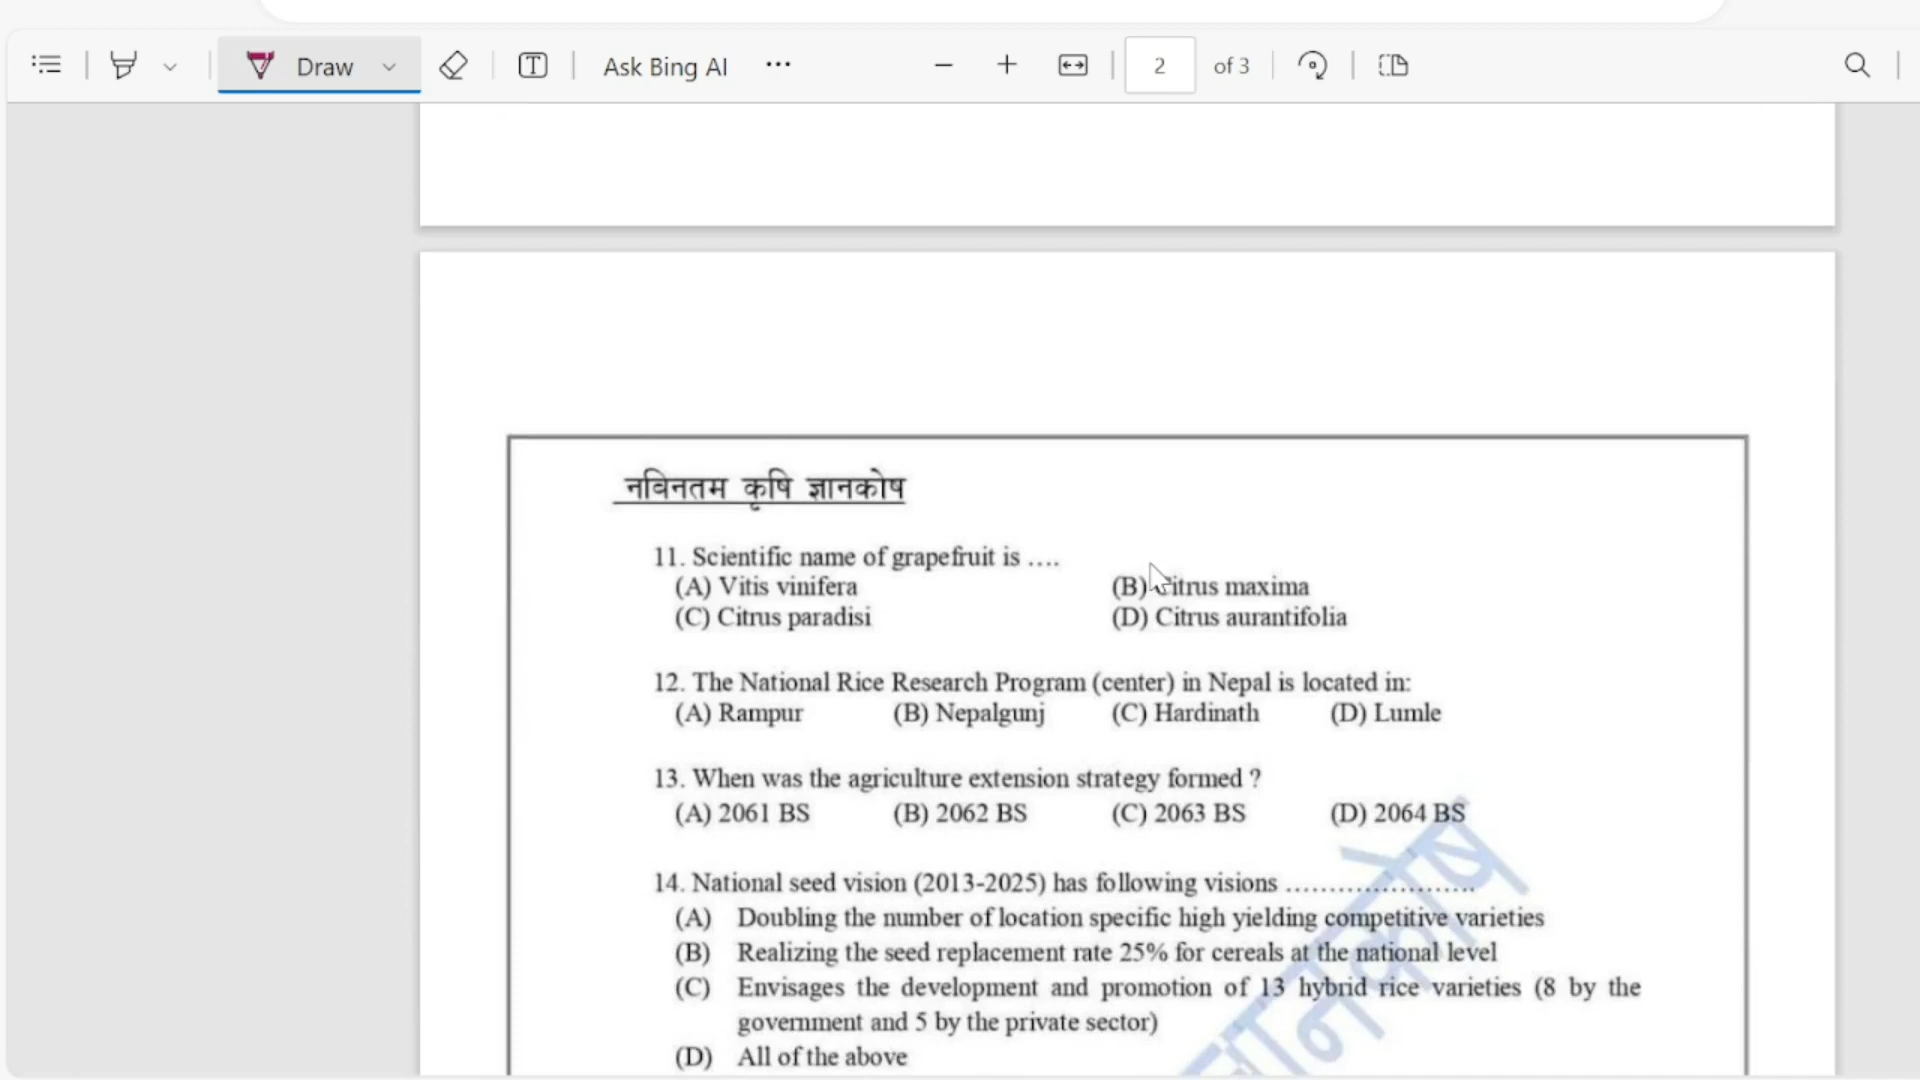 Draw
Ask Bing AI
2 of 3
नविनतम कृषि ज्ञानकोष
11. Scientific name of grapefruit is ....
(A) Vitis vinifera (B) Citrus maxima
(C) Citrus paradisi (D) Citrus aurantifolia
12. The National Rice Research Program (center) in Nepal is located in:
(A) Rampur (B) Nepalgunj (C) Hardinath (D) Lumle
13. When was the agriculture extension strategy formed ?
(A) 2061 BS (B) 2062 BS (C) 2063 BS (D) 2064 BS
14. National seed vision (2013-2025) has following visions ......................
(A) Doubling the number of location specific high yielding competitive varieties
(B) Realizing the seed replacement rate 25% for cereals at the national level
(C) Envisages the development and promotion of 13 hybrid rice varieties (8 by the
government and 5 by the private sector)
(D) All of the above